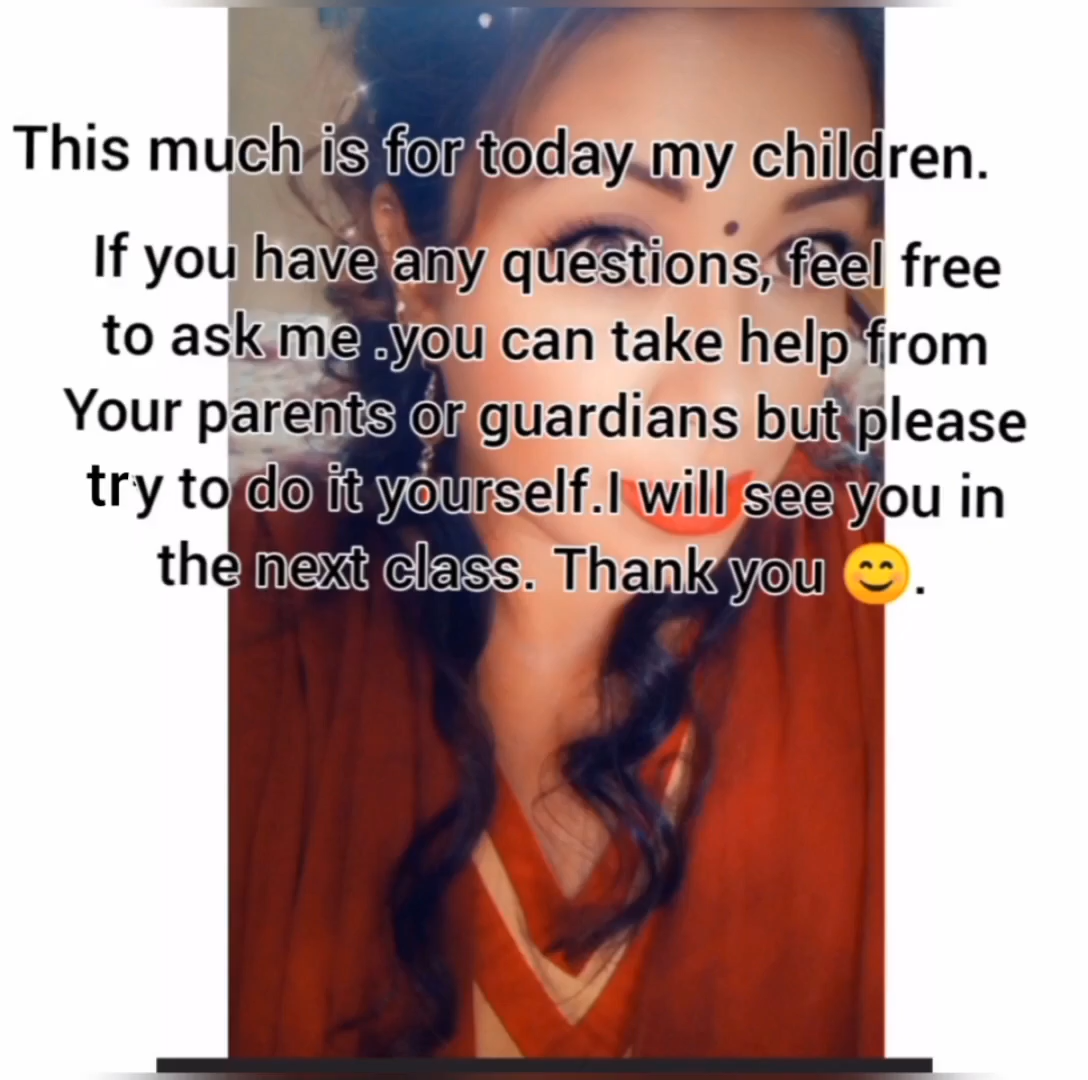 This much is for today my children.
If you have any questions, feel free
to ask me .you can take help from
Your parents or guardians but please
try to do it yourself.I will see you in
the next class. Thank you 😊.